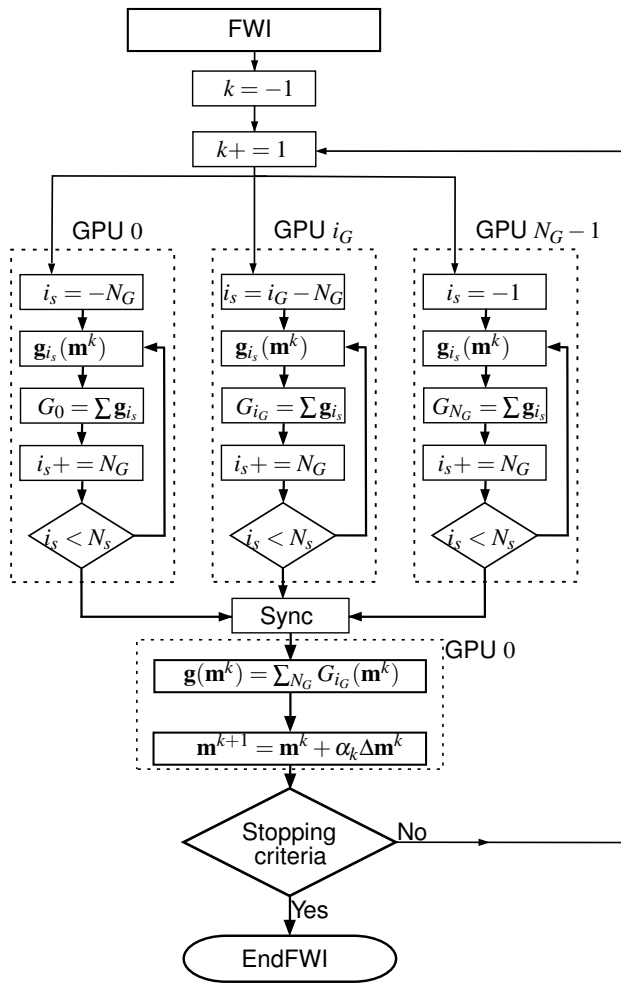 FWI
k = −1
k+ = 1
GPU 0
GPU i_G
GPU N_G − 1
i_s = −N_G
i_s = i_G − N_G
i_s = −1
𝐠_{i_s}(𝐦^k)
𝐠_{i_s}(𝐦^k)
𝐠_{i_s}(𝐦^k)
G_0 = ∑ 𝐠_{i_s}
G_{i_G} = ∑ 𝐠_{i_s}
G_{N_G} = ∑ 𝐠_{i_s}
i_s+ = N_G
i_s+ = N_G
i_s+ = N_G
i_s < N_s
i_s < N_s
i_s < N_s
Sync
GPU 0
𝐠(𝐦^k) = ∑_{N_G} G_{i_G}(𝐦^k)
𝐦^{k+1} = 𝐦^k + α_kΔ𝐦^k
Stopping
criteria
No
Yes
EndFWI